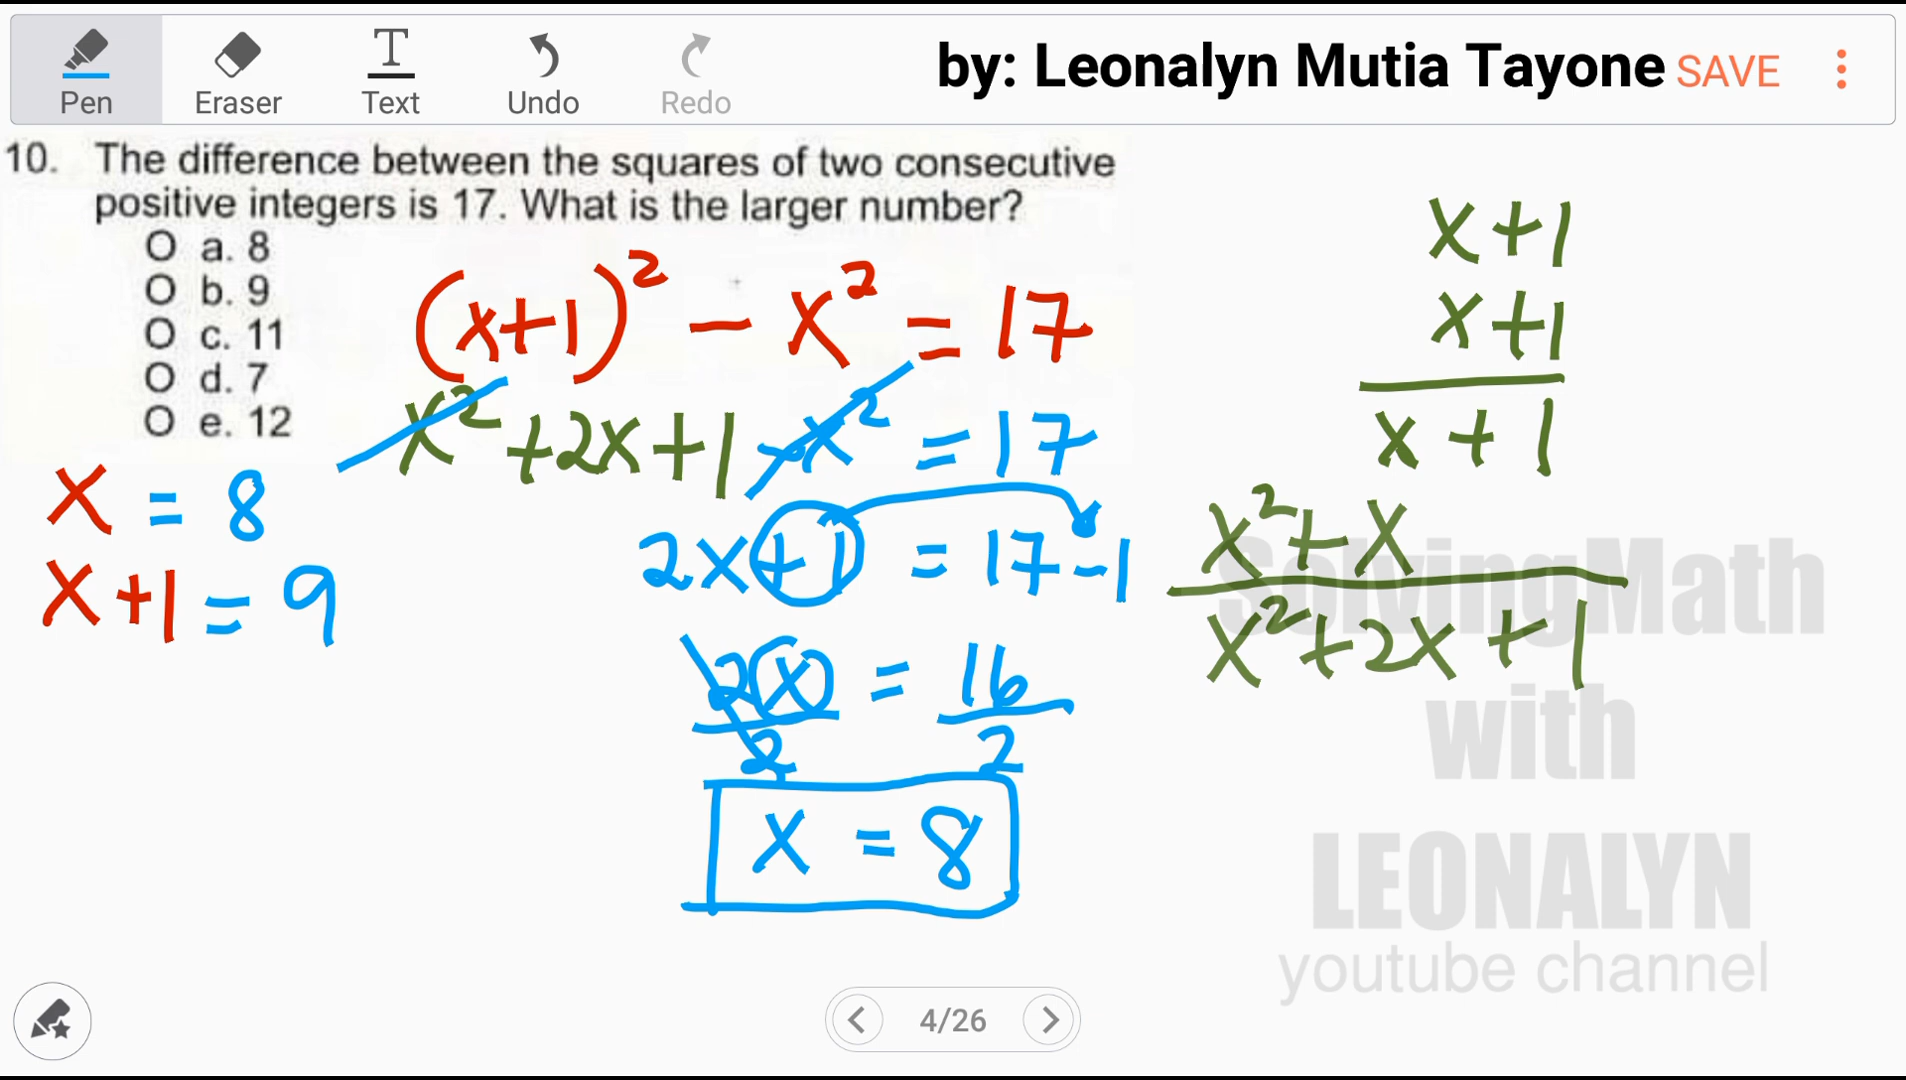 Pen
Eraser
Text
Undo
Redo
by: Leonalyn Mutia Tayone
SAVE
10. The difference between the squares of two consecutive
positive integers is 17. What is the larger number?
O a. 8
O b. 9
O c. 11
O d. 7
O e. 12
(x+1)² - x² = 17
x² +2x+1 -x² = 17
2x+1 = 17-1
2x = 16
2 2
x = 8
x = 8
x+1 = 9
x+1
x+1
x+1
x²+x
x²+2x+1
SolvingMath
with
LEONALYN
youtube channel
4/26